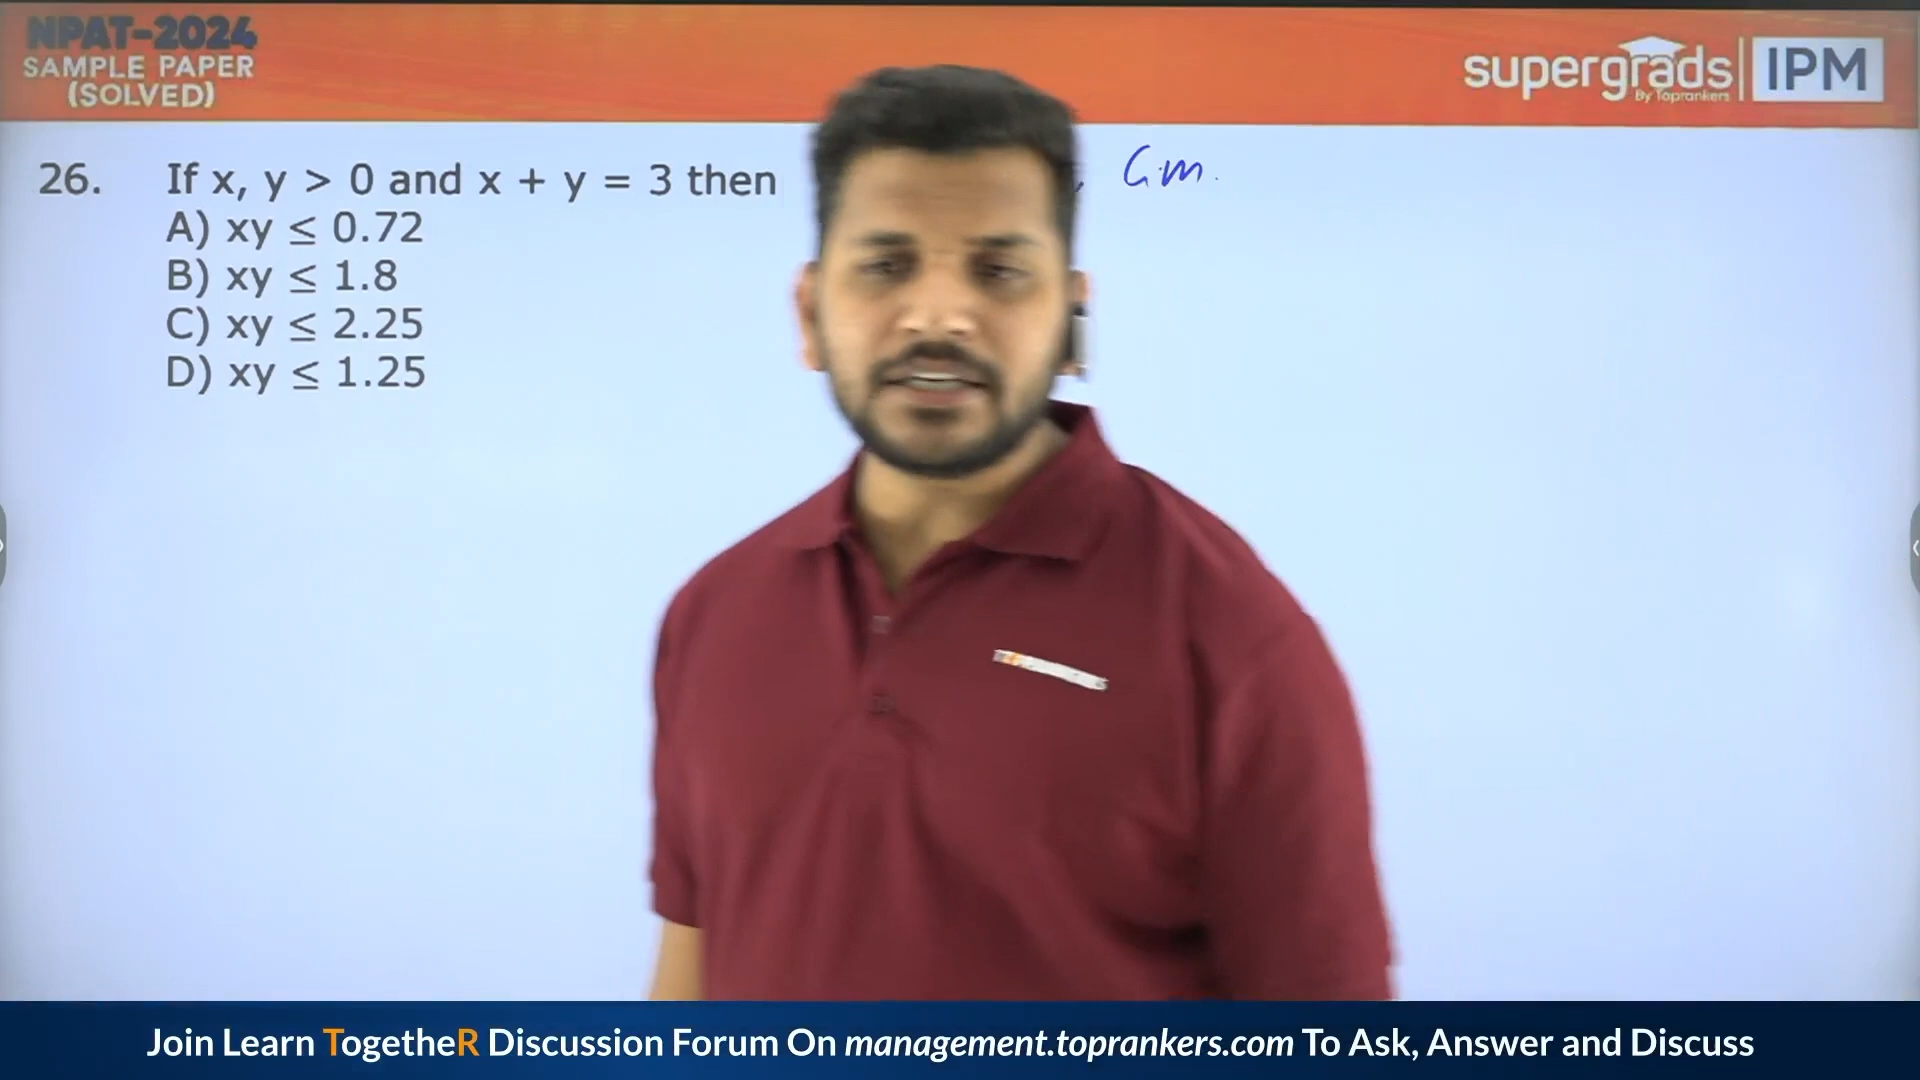 NPAT-2024
SAMPLE PAPER
(SOLVED)
supergrads
By Toprankers
IPM
26. If x, y > 0 and x + y = 3 then
G.m.
A) xy ≤ 0.72
B) xy ≤ 1.8
C) xy ≤ 2.25
D) xy ≤ 1.25
Join Learn TogetheR Discussion Forum On management.toprankers.com To Ask, Answer and Discuss